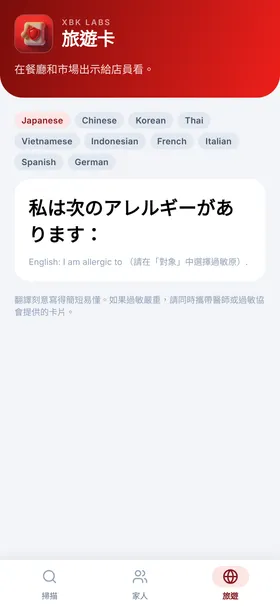 XBK LABS
旅遊卡
在餐廳和市場出示給店員看。
Japanese Chinese Korean Thai
Vietnamese Indonesian French Italian
Spanish German
私は次のアレルギーがあ
ります：
English: I am allergic to （請在「對象」中選擇過敏原）.
翻譯刻意寫得簡短易懂。如果過敏嚴重，請同時攜帶醫師或過敏協
會提供的卡片。
掃描 家人 旅遊